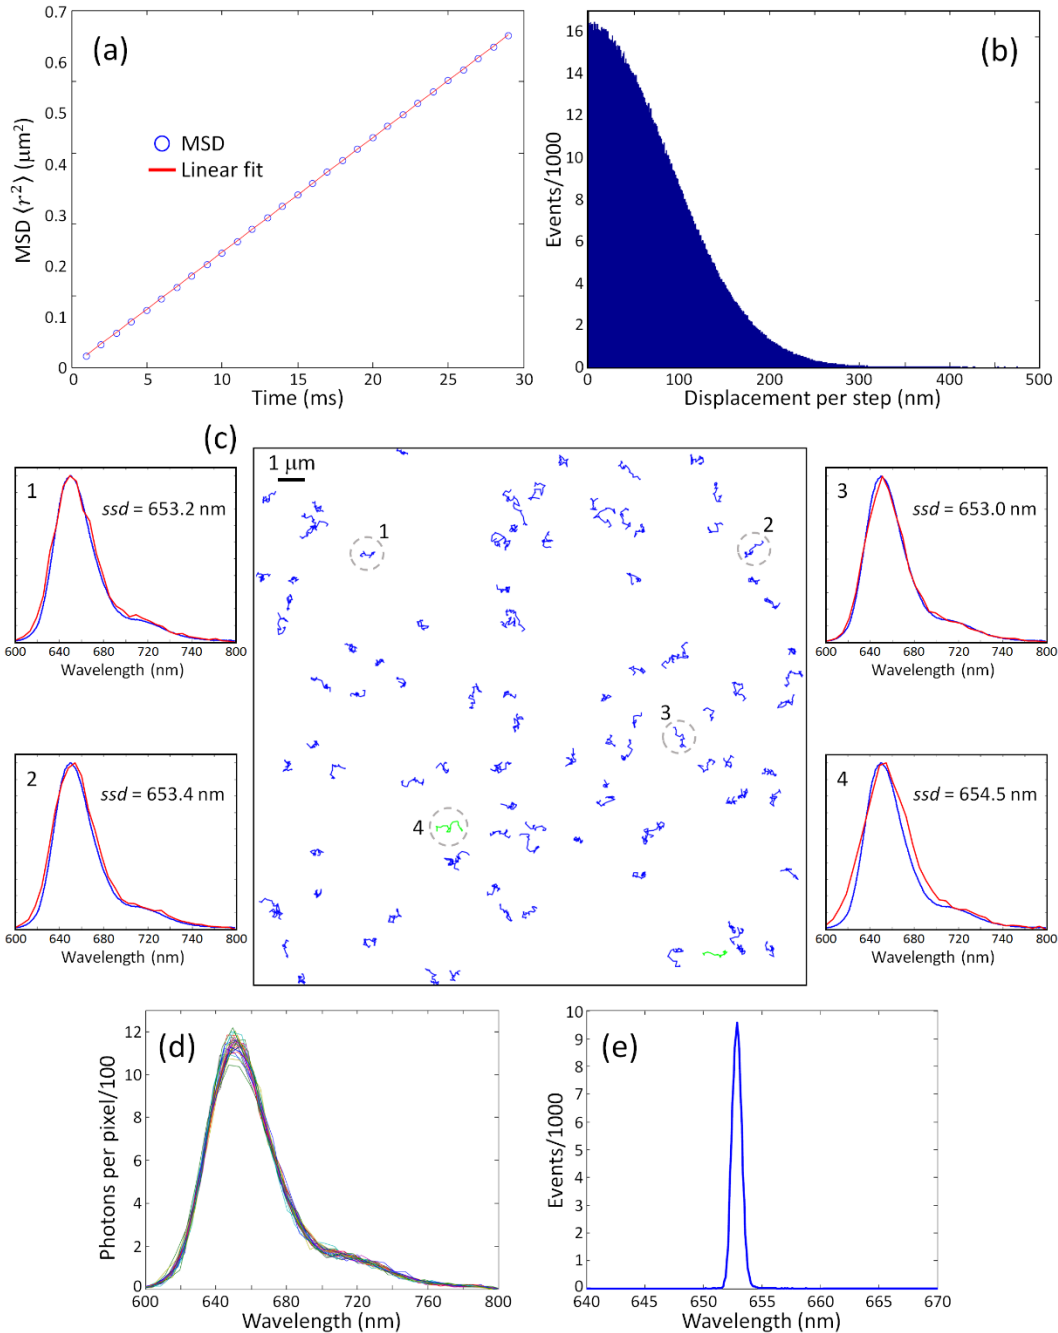 (a)
0.7
0.6
0.5
0.4
0.3
0.2
0.1
0
MSD ⟨r²⟩ (μm²)
MSD
Linear fit
0 5 10 15 20 25 30
Time (ms)
(b)
16
14
12
10
8
6
4
2
0
Events/1000
0 100 200 300 400 500
Displacement per step (nm)
(c)
1 μm
1
2
3
4
1
ssd = 653.2 nm
600 640 680 720 760 800
Wavelength (nm)
2
ssd = 653.4 nm
600 640 680 720 760 800
Wavelength (nm)
3
ssd = 653.0 nm
600 640 680 720 760 800
Wavelength (nm)
4
ssd = 654.5 nm
600 640 680 720 760 800
Wavelength (nm)
(d)
12
10
8
6
4
2
0
Photons per pixel/100
600 640 680 720 760 800
Wavelength (nm)
(e)
10
9
8
7
6
5
4
3
2
1
0
Events/1000
640 645 650 655 660 665 670
Wavelength (nm)